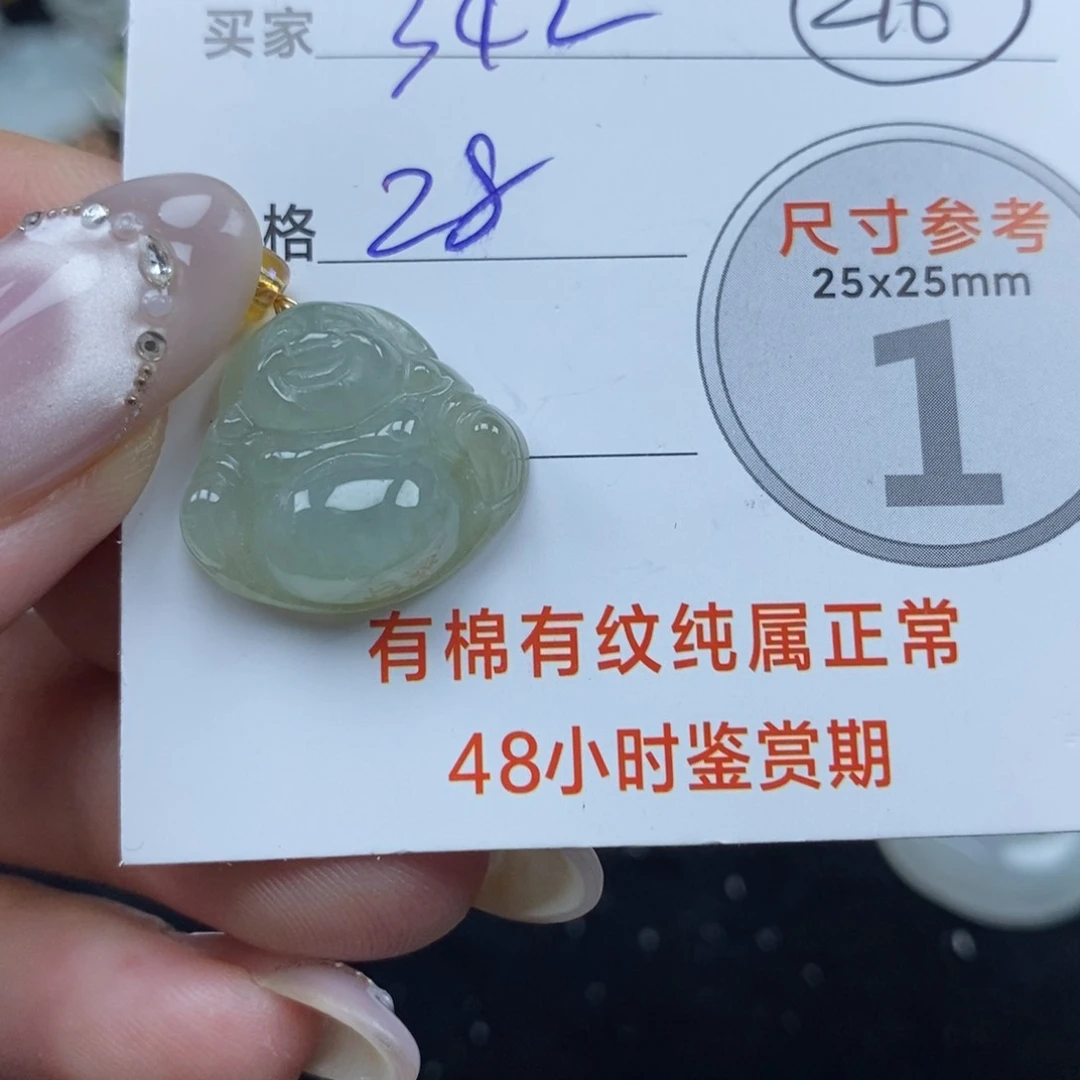 买家 542
格 28
尺寸参考
25x25mm
1
有棉有纹纯属正常
48小时鉴赏期